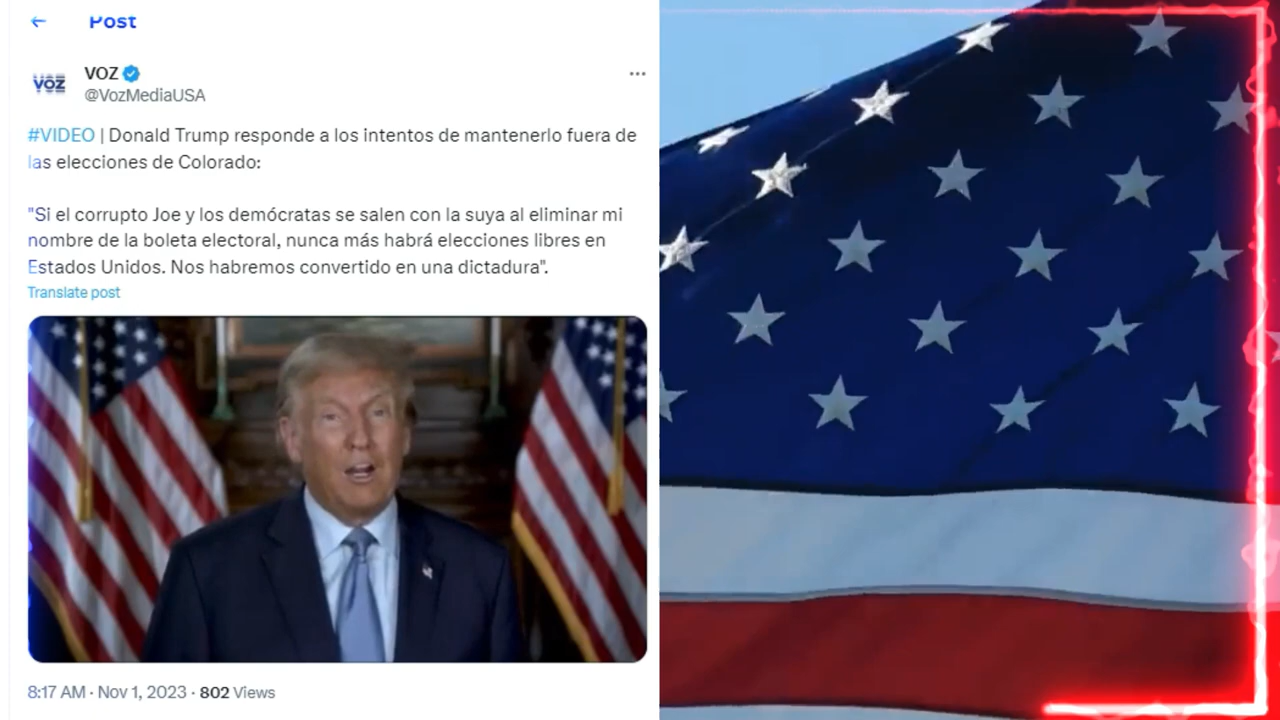 Post
VOZ
VOZ
@VozMediaUSA
#VIDEO | Donald Trump responde a los intentos de mantenerlo fuera de
las elecciones de Colorado:
"Si el corrupto Joe y los demócratas se salen con la suya al eliminar mi
nombre de la boleta electoral, nunca más habrá elecciones libres en
Estados Unidos. Nos habremos convertido en una dictadura".
Translate post
8:17 AM · Nov 1, 2023 · 802 Views